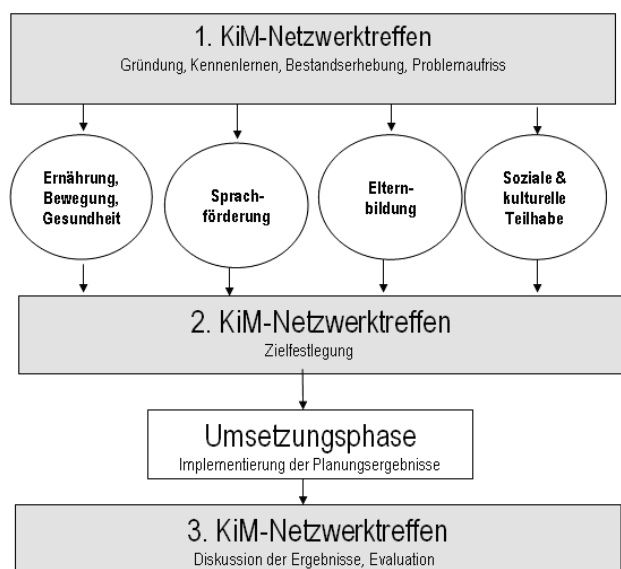 1. KiM-Netzwerktreffen
Gründung, Kennenlernen, Bestandserhebung, Problemaufriss
Ernährung,
Bewegung,
Gesundheit
Sprach-
förderung
Eltern-
bildung
Soziale &
kulturelle
Teilhabe
2. KiM-Netzwerktreffen
Zielfestlegung
Umsetzungsphase
Implementierung der Planungsergebnisse
3. KiM-Netzwerktreffen
Diskussion der Ergebnisse, Evaluation